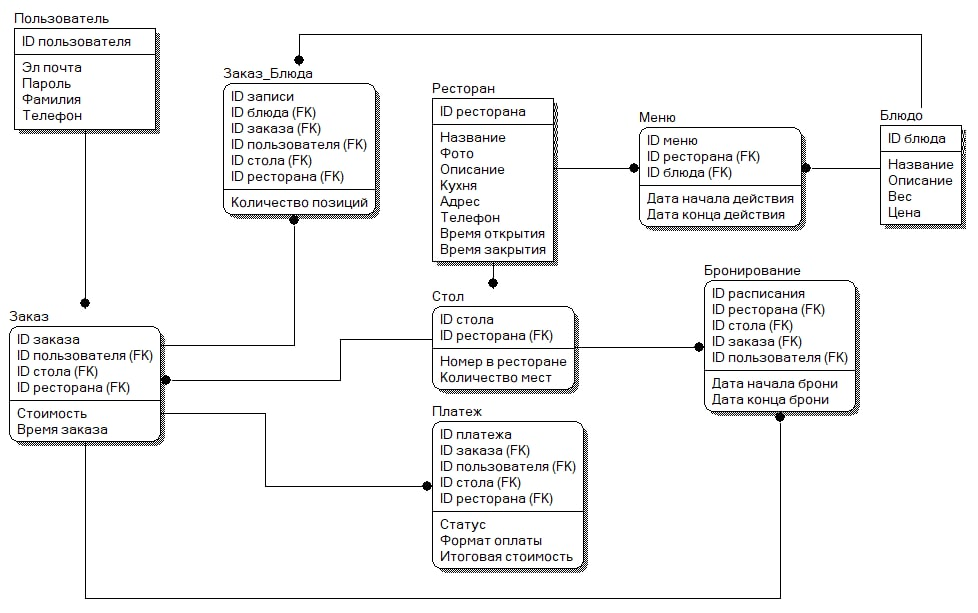 Пользователь
ID пользователя
Эл почта
Пароль
Фамилия
Телефон
Заказ_Блюда
ID записи
ID блюда (FK)
ID заказа (FK)
ID пользователя (FK)
ID стола (FK)
ID ресторана (FK)
Количество позиций
Ресторан
ID ресторана
Название
Фото
Описание
Кухня
Адрес
Телефон
Время открытия
Время закрытия
Меню
ID меню
ID ресторана (FK)
ID блюда (FK)
Дата начала действия
Дата конца действия
Блюдо
ID блюда
Название
Описание
Вес
Цена
Заказ
ID заказа
ID пользователя (FK)
ID стола (FK)
ID ресторана (FK)
Стоимость
Время заказа
Стол
ID стола
ID ресторана (FK)
Номер в ресторане
Количество мест
Бронирование
ID расписания
ID ресторана (FK)
ID стола (FK)
ID заказа (FK)
ID пользователя (FK)
Дата начала брони
Дата конца брони
Платеж
ID платежа
ID заказа (FK)
ID пользователя (FK)
ID стола (FK)
ID ресторана (FK)
Статус
Формат оплаты
Итоговая стоимость